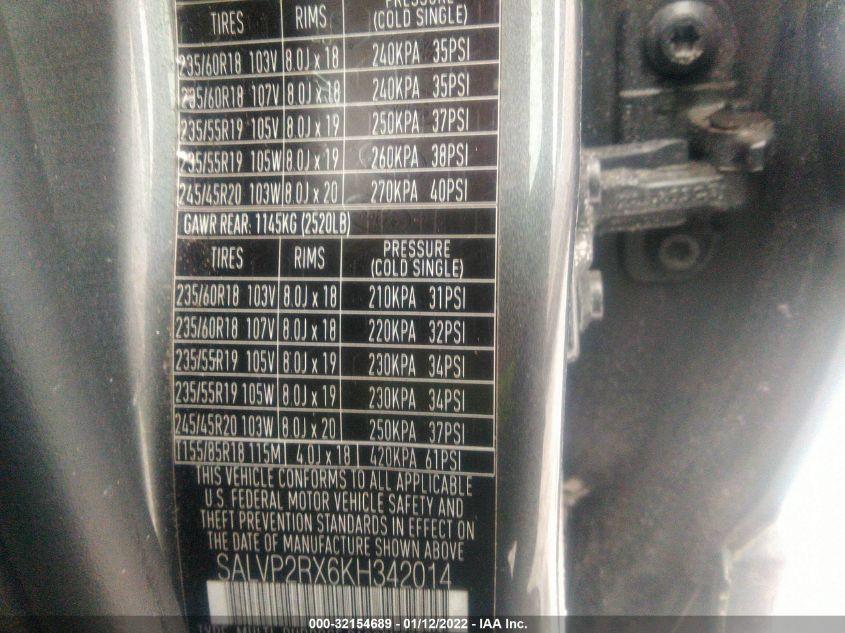 PRESSURE
TIRES RIMS (COLD SINGLE)
235/60R18 103V 8.0J x 18 240KPA 35PSI
235/60R18 107V 8.0J x 18 240KPA 35PSI
235/55R19 105V 8.0J x 19 250KPA 37PSI
235/55R19 105W 8.0J x 19 260KPA 38PSI
245/45R20 103W 8.0J x 20 270KPA 40PSI
GAWR REAR: 1145KG (2520LB)
TIRES RIMS PRESSURE
(COLD SINGLE)
235/60R18 103V 8.0J x 18 210KPA 31PSI
235/60R18 107V 8.0J x 18 220KPA 32PSI
235/55R19 105V 8.0J x 19 230KPA 34PSI
235/55R19 105W 8.0J x 19 230KPA 34PSI
245/45R20 103W 8.0J x 20 250KPA 37PSI
T155/85R18 115M 4.0J x 18 420KPA 61PSI
THIS VEHICLE CONFORMS TO ALL APPLICABLE
U.S. FEDERAL MOTOR VEHICLE SAFETY AND
THEFT PREVENTION STANDARDS IN EFFECT ON
THE DATE OF MANUFACTURE SHOWN ABOVE
SALVP2RX6KH342014
000-32154689 - 01/12/2022 - IAA Inc.